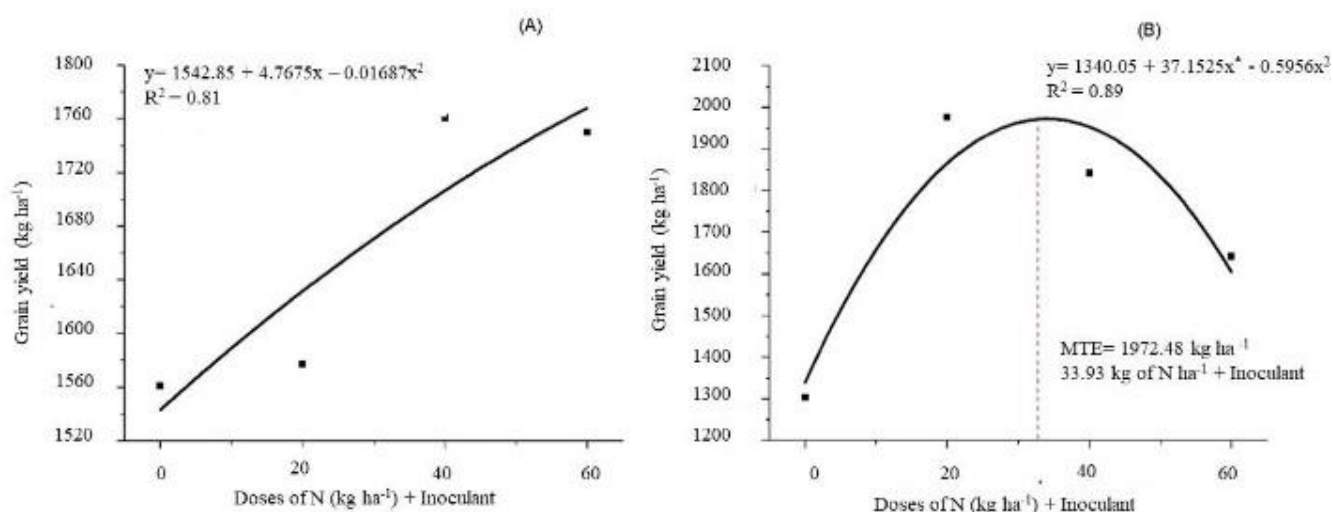 (A)
y= 1542.85 + 4.7675x – 0.01687x²
R² – 0.81
Grain yield (kg ha⁻¹)
1800
1760
1720
1680
1640
1600
1560
1520
0 20 40 60
Doses of N (kg ha⁻¹) + Inoculant
(B)
y= 1340.05 + 37.1525x* - 0.5956x²
R² = 0.89
Grain yield (kg ha⁻¹)
2100
2000
1900
1800
1700
1600
1500
1400
1300
1200
MTE= 1972.48 kg ha ⁻¹
33.93 kg of N ha⁻¹ + Inoculant
0 20 40 60
Doses of N (kg ha⁻¹) + Inoculant